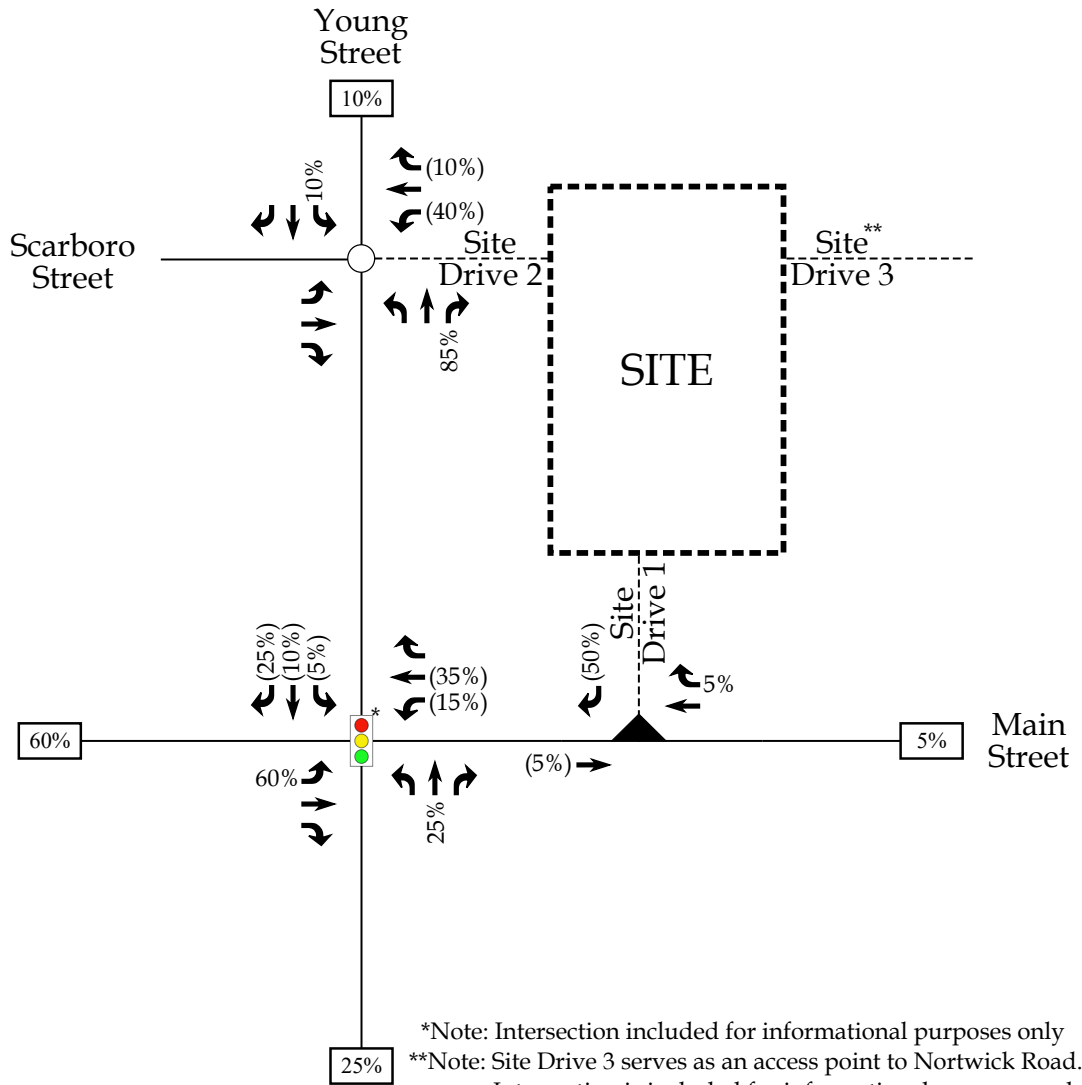 Young
Street
10%
10%
(10%)
(40%)
Scarboro
Street
Site
Drive 2
Site**
Drive 3
85%
SITE
Site
Drive 1
(25%)
(10%)
(5%)
(35%)
(15%)
(50%)
5%
*
60%
5%
Main
Street
60%
25%
(5%)
*Note: Intersection included for informational purposes only
**Note: Site Drive 3 serves as an access point to Nortwick Road.
25%